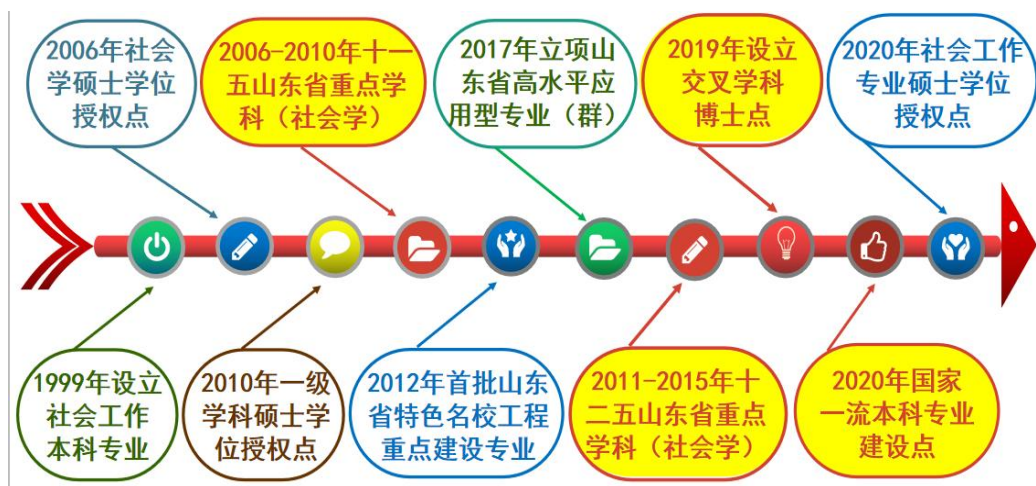 2006年社会
学硕士学位
授权点
2006-2010年十一
五山东省重点学
科（社会学）
2017年立项山
东省高水平应
用型专业（群）
2019年设立
交叉学科
博士点
2020年社会工作
专业硕士学位
授权点
1999年设立
社会工作
本科专业
2010年一级
学科硕士学
位授权点
2012年首批山东
省特色名校工程
重点建设专业
2011-2015年十
二五山东省重点
学科（社会学）
2020年国家
一流本科专业
建设点